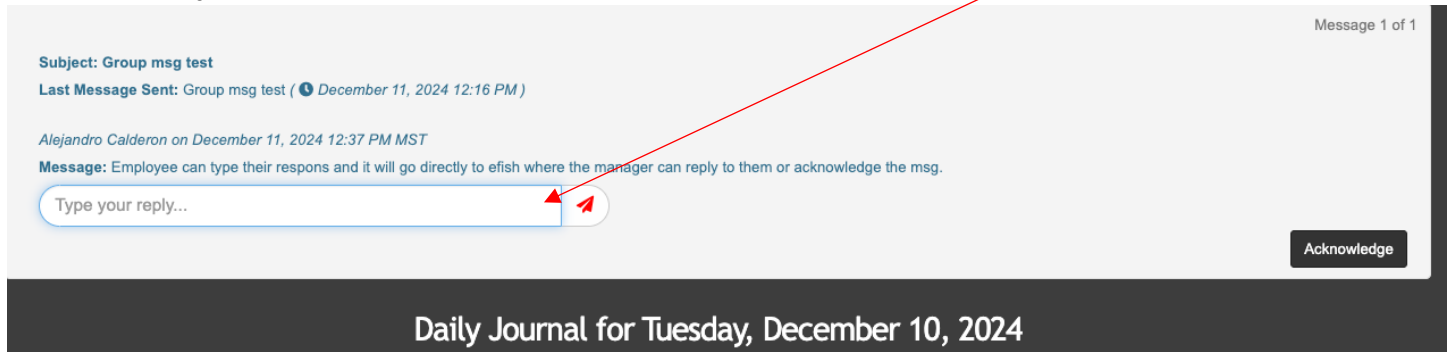 Message 1 of 1
Subject: Group msg test
Last Message Sent: Group msg test ( December 11, 2024 12:16 PM )
Alejandro Calderon on December 11, 2024 12:37 PM MST
Message: Employee can type their respons and it will go directly to efish where the manager can reply to them or acknowledge the msg.
Type your reply...
Acknowledge
Daily Journal for Tuesday, December 10, 2024